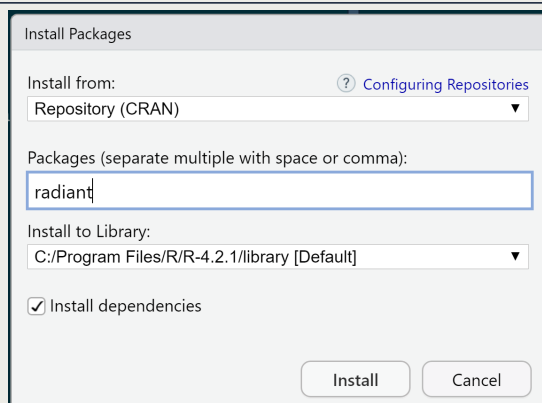 Install Packages
Install from:
? Configuring Repositories
Repository (CRAN)
Packages (separate multiple with space or comma):
radiant
Install to Library:
C:/Program Files/R/R-4.2.1/library [Default]
Install dependencies
Install Cancel